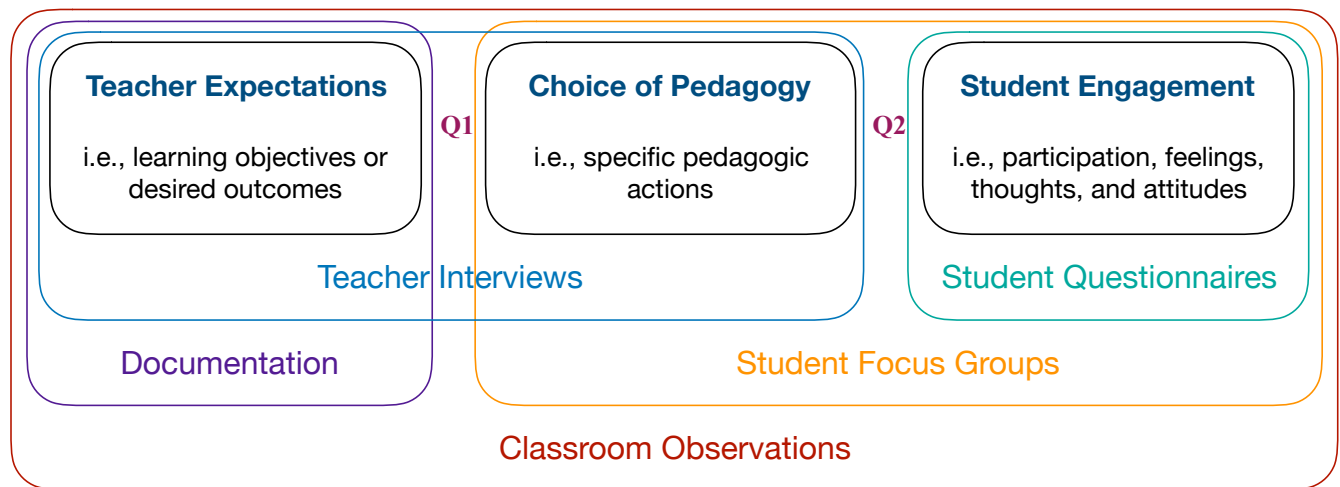 Teacher Expectations
i.e., learning objectives or
desired outcomes
Q1
Choice of Pedagogy
i.e., specific pedagogic
actions
Q2
Student Engagement
i.e., participation, feelings,
thoughts, and attitudes
Teacher Interviews
Student Questionnaires
Documentation
Student Focus Groups
Classroom Observations